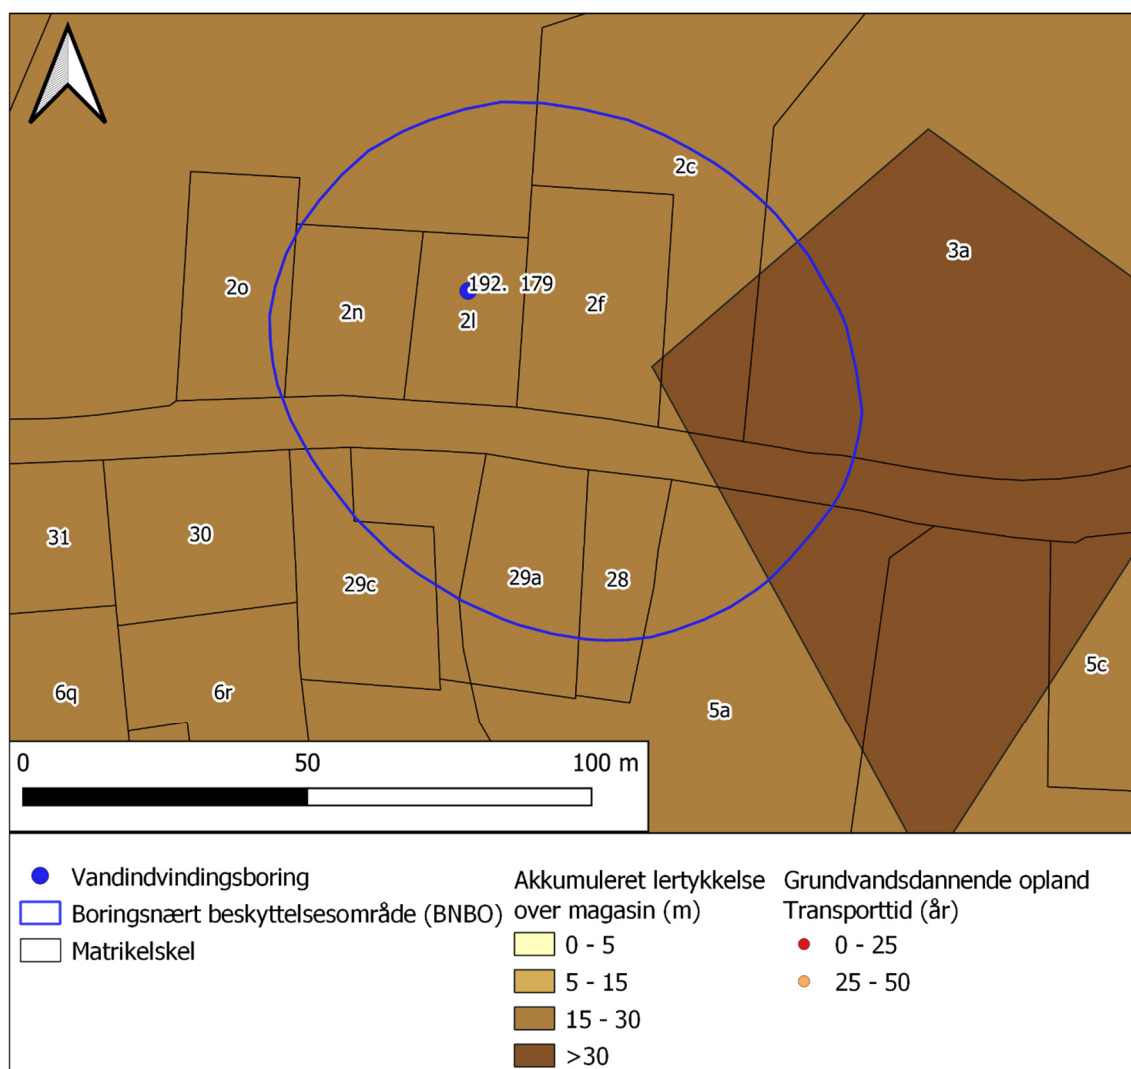 2c
3a
2o
2n
192. 179
2l
2f
31
30
29c
29a
28
6q
6r
5a
5c
0 50 100 m
Vandindvindingsboring
Boringsnært beskyttelsesområde (BNBO)
Matrikelskel
Akkumuleret lertykkelse
over magasin (m)
0 - 5
5 - 15
15 - 30
>30
Grundvandsdannende opland
Transporttid (år)
0 - 25
25 - 50